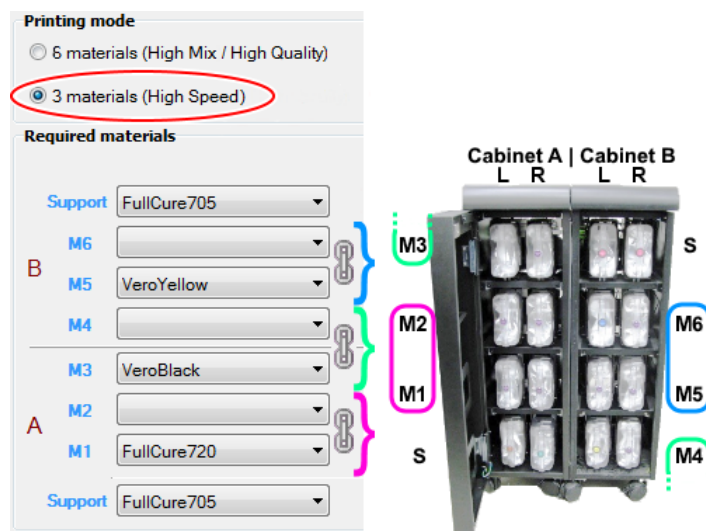 Printing mode
6 materials (High Mix / High Quality)
3 materials (High Speed)
Required materials
Support FullCure705
M6
B
M5 VeroYellow
M4
M3 VeroBlack
M2
A
M1 FullCure720
Support FullCure705
Cabinet A | Cabinet B
L R L R
M3 S
M2 M6
M1 M5
S M4